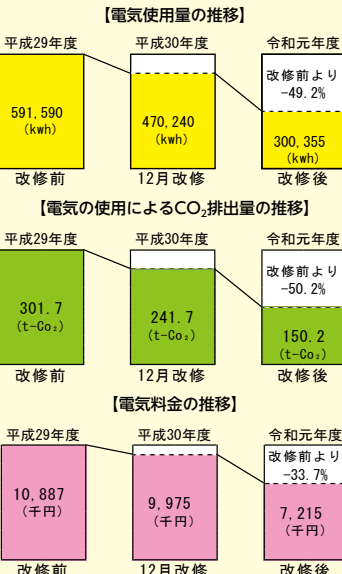 【電気使用量の推移】
平成29年度 平成30年度 令和元年度
改修前より
-49.2%
591,590
(kwh)
470,240
(kwh)
300,355
(kwh)
改修前 12月改修 改修後
【電気の使用によるCO₂排出量の推移】
平成29年度 平成30年度 令和元年度
改修前より
-50.2%
301.7
(t-Co₂)
241.7
(t-Co₂)
150.2
(t-Co₂)
改修前 12月改修 改修後
【電気料金の推移】
平成29年度 平成30年度 令和元年度
改修前より
-33.7%
10,887
(千円)
9,975
(千円)
7,215
(千円)
改修前 12月改修 改修後